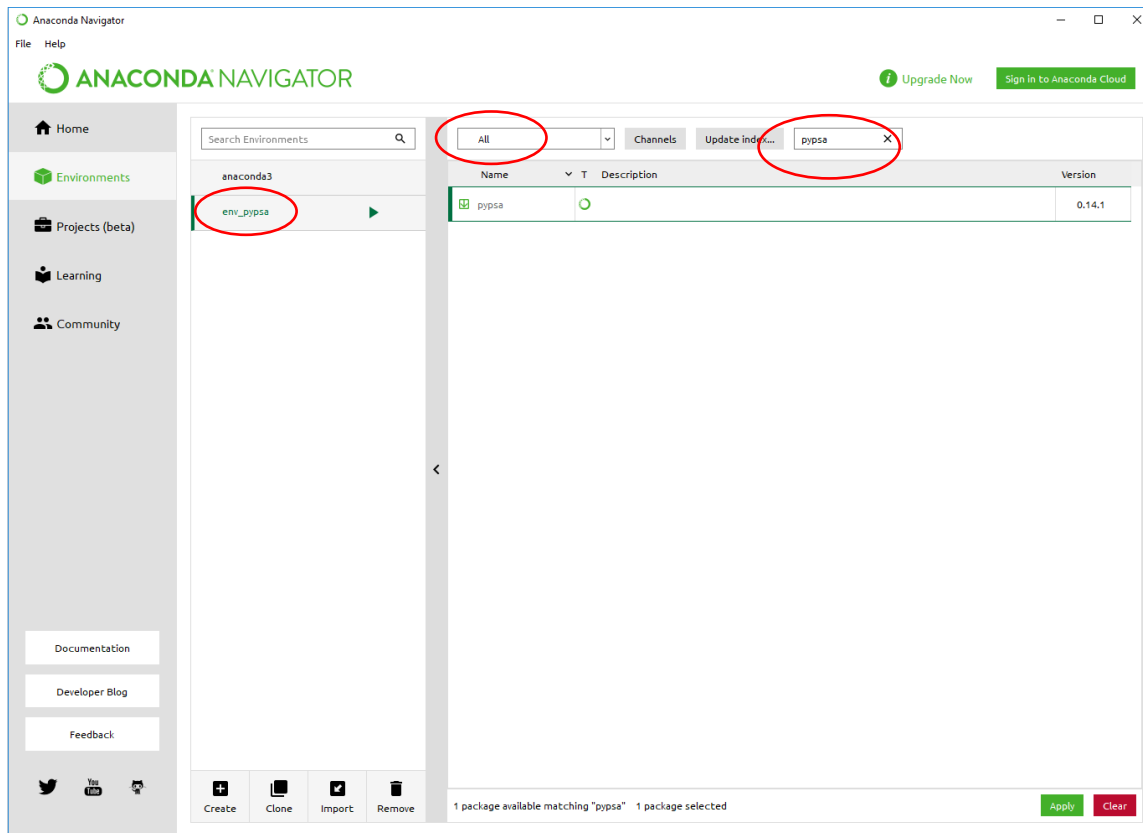 Anaconda Navigator
File Help
ANACONDA NAVIGATOR
i Upgrade Now
Sign in to Anaconda Cloud
Home
Environments
Projects (beta)
Learning
Community
Documentation
Developer Blog
Feedback
You Tube
Search Environments
anaconda3
env_pypsa
Create Clone Import Remove
All Channels Update index... pypsa
Name T Description Version
pypsa 0.14.1
1 package available matching "pypsa" 1 package selected
Apply Clear